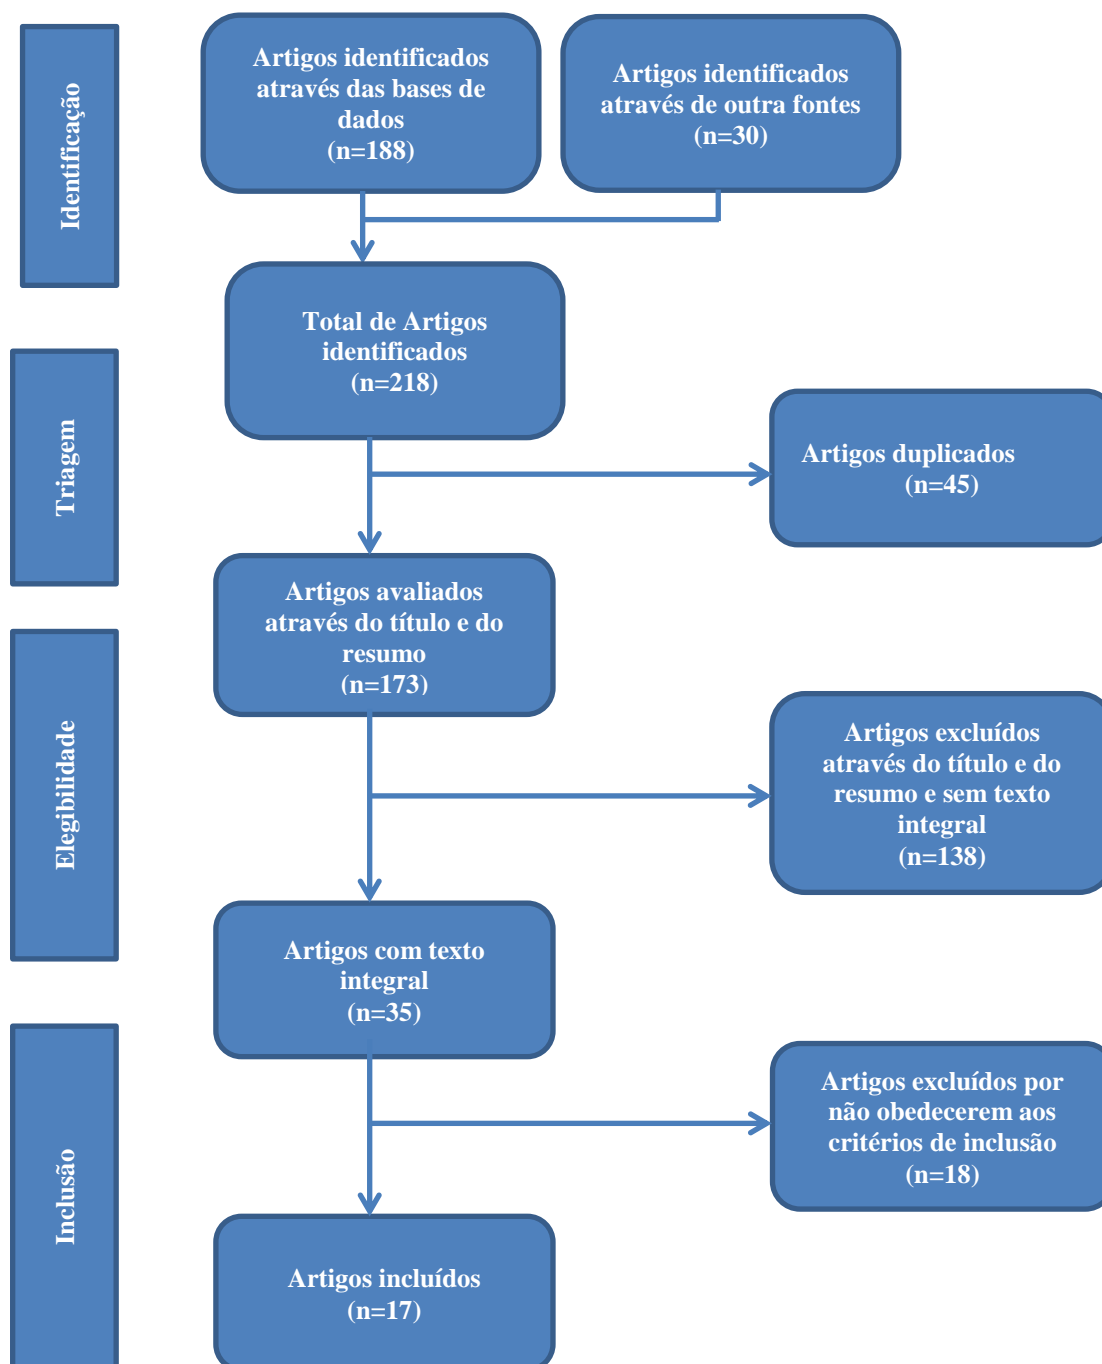 Identificação
Artigos identificados
através das bases de
dados
(n=188)
Artigos identificados
através de outra fontes
(n=30)
Total de Artigos
identificados
(n=218)
Triagem
Artigos duplicados
(n=45)
Artigos avaliados
através do título e do
resumo
(n=173)
Elegibilidade
Artigos excluídos
através do título e do
resumo e sem texto
integral
(n=138)
Artigos com texto
integral
(n=35)
Inclusão
Artigos excluídos por
não obedecerem aos
critérios de inclusão
(n=18)
Artigos incluídos
(n=17)